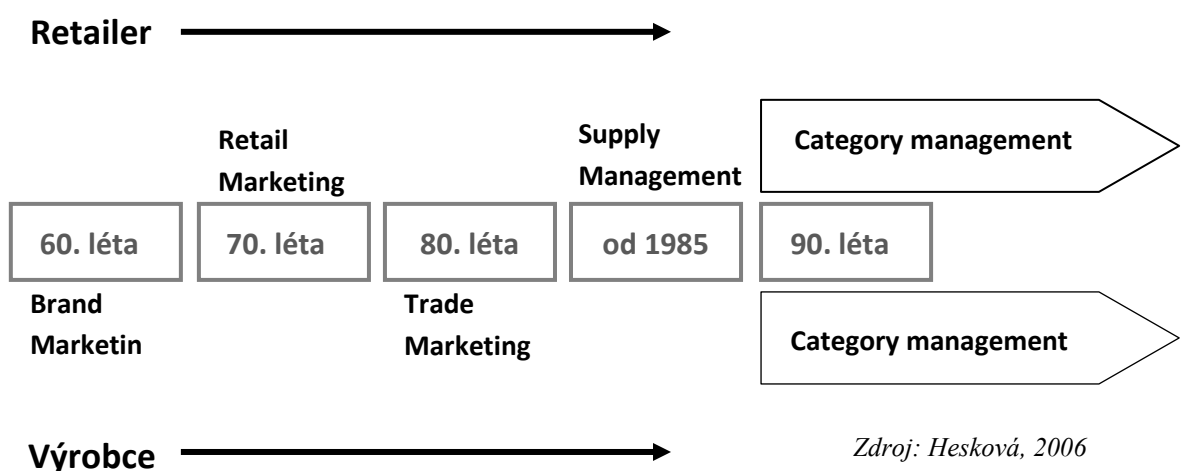 Retailer
Retail
Marketing
Supply
Management
Category management
60. léta
70. léta
80. léta
od 1985
90. léta
Brand
Marketin
Trade
Marketing
Category management
Výrobce
Zdroj: Hesková, 2006